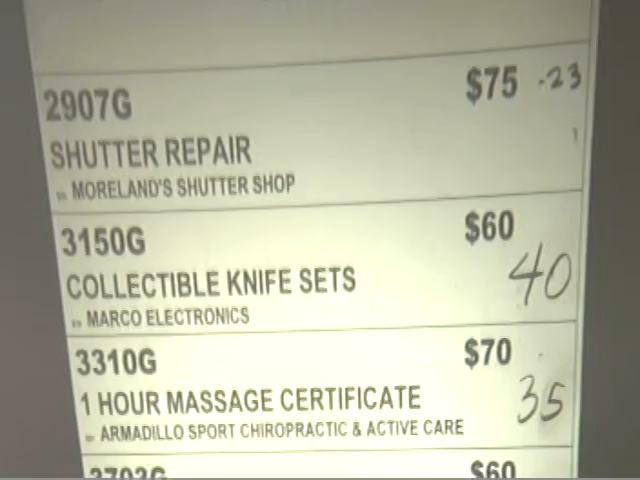 2907G $75 -23
SHUTTER REPAIR
MORELAND'S SHUTTER SHOP
3150G $60
COLLECTIBLE KNIFE SETS 40
MARCO ELECTRONICS
3310G $70
1 HOUR MASSAGE CERTIFICATE 35
ARMADILLO SPORT CHIROPRACTIC & ACTIVE CARE
$60